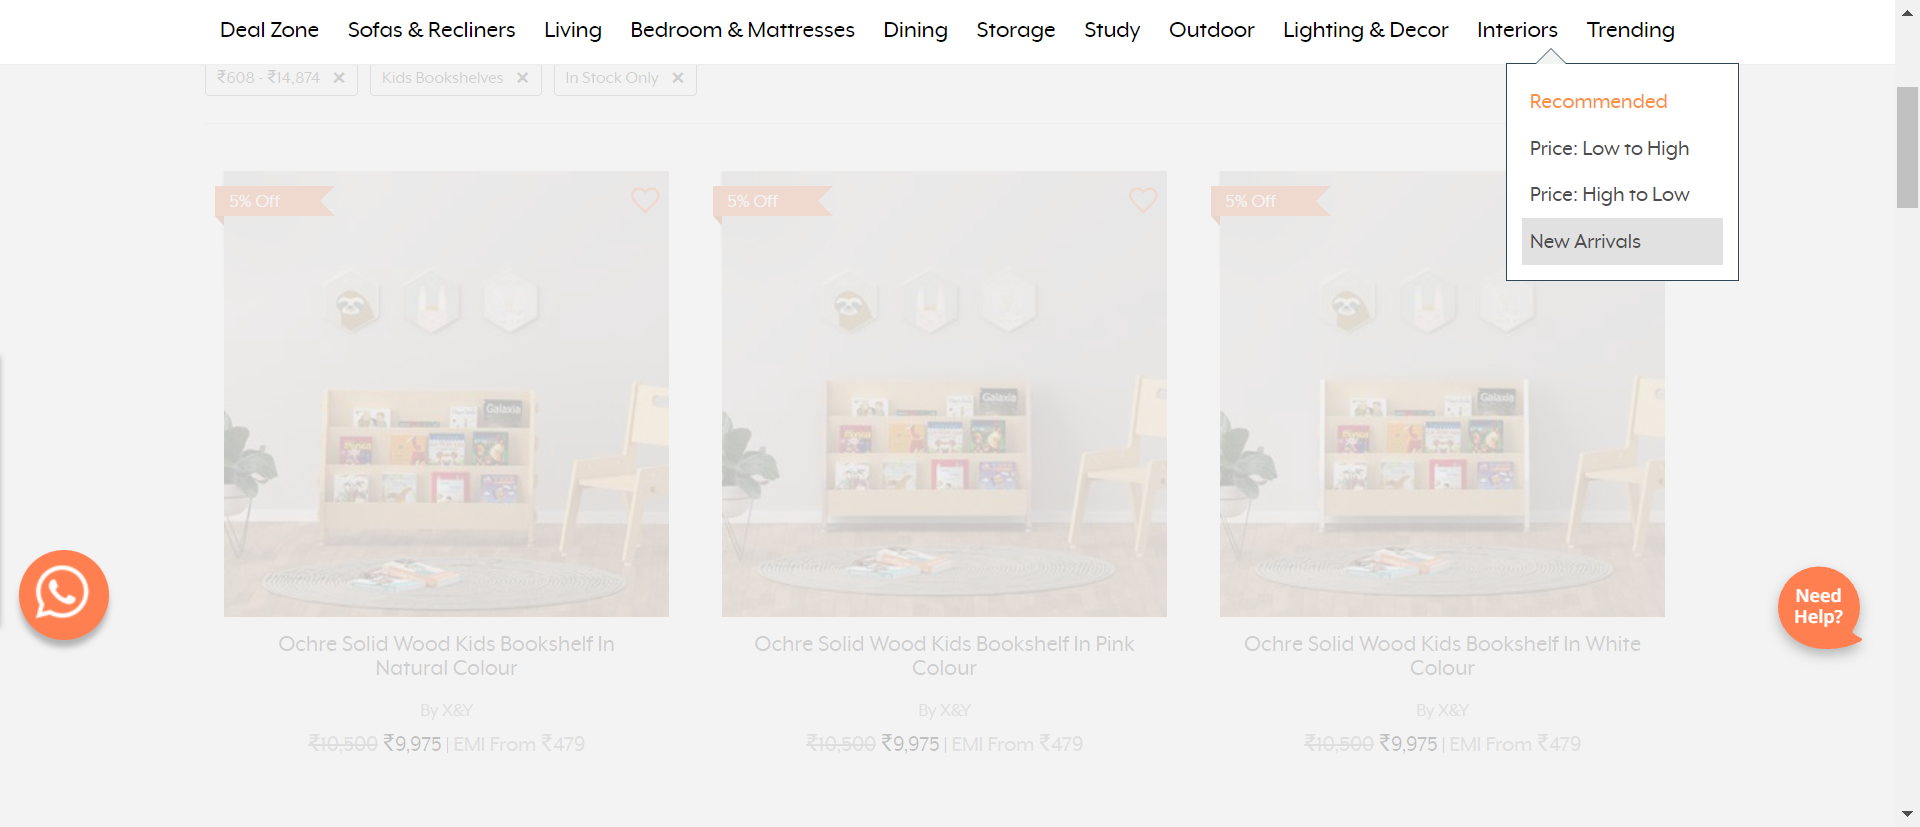 Deal Zone Sofas & Recliners Living Bedroom & Mattresses Dining Storage Study Outdoor Lighting & Decor Interiors Trending
₹608 - ₹14,874 ✕ Kids Bookshelves ✕ In Stock Only ✕
Recommended
Price: Low to High
Price: High to Low
New Arrivals
5% Off 5% Off 5% Off
Galaxia Galaxia Galaxia
Ochre Solid Wood Kids Bookshelf In
Natural Colour
By X&Y
₹10,500 ₹9,975 | EMI From ₹479
Ochre Solid Wood Kids Bookshelf In Pink
Colour
By X&Y
₹10,500 ₹9,975 | EMI From ₹479
Ochre Solid Wood Kids Bookshelf In White
Colour
By X&Y
₹10,500 ₹9,975 | EMI From ₹479
Need
Help?